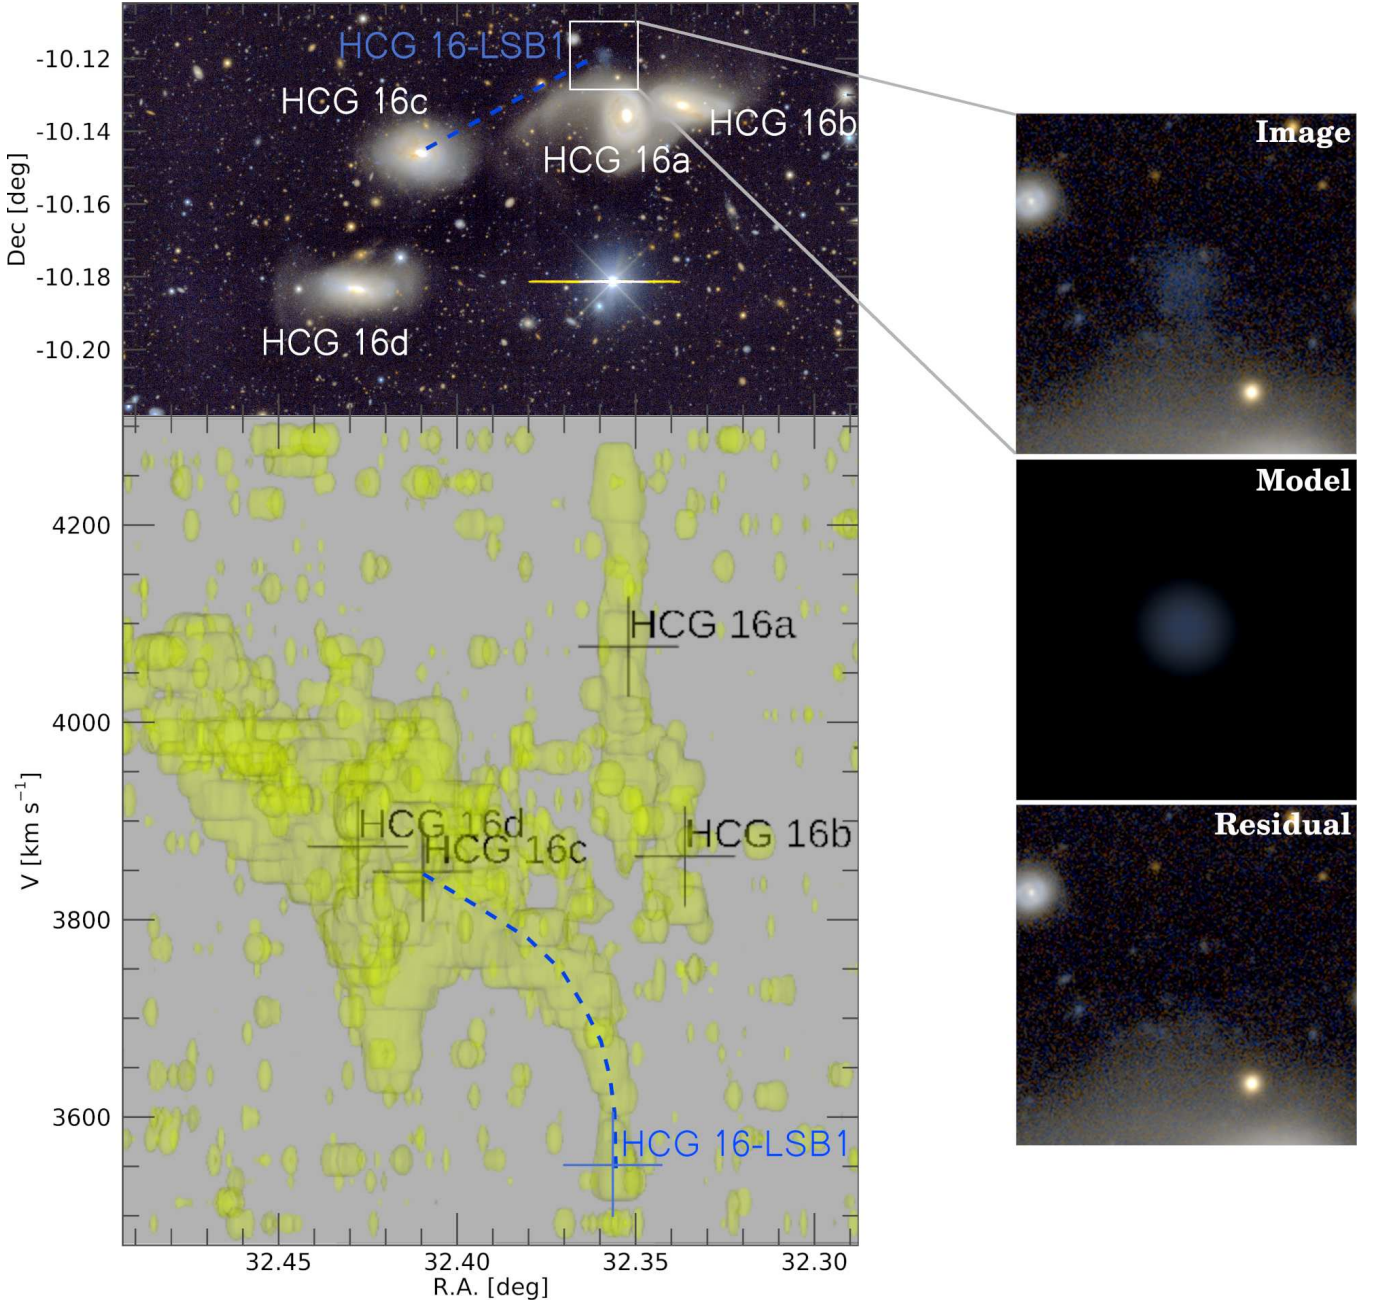 HCG 16-LSB1
HCG 16c
HCG 16b
HCG 16a
HCG 16d
-10.12
-10.14
-10.16
-10.18
-10.20
Dec [deg]
Image
Model
Residual
HCG 16a
HCG 16d
HCG 16c
HCG 16b
HCG 16-LSB1
4200
4000
3800
3600
V [km s⁻¹]
32.45
32.40
32.35
32.30
R.A. [deg]